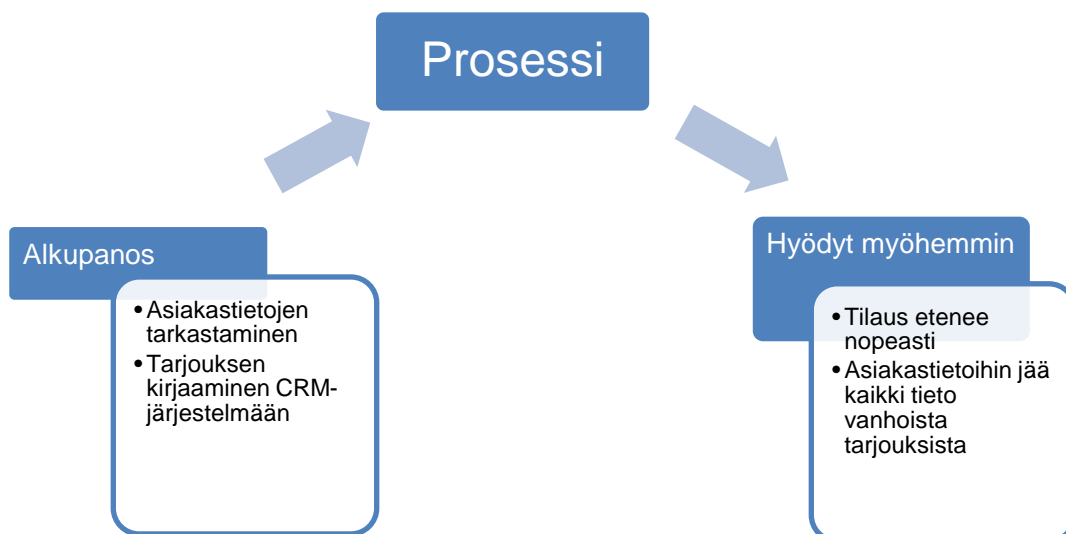 Prosessi
Alkupanos
•Asiakastietojen
tarkastaminen
•Tarjouksen
kirjaaminen CRM-
järjestelmään
Hyödyt myöhemmin
•Tilaus etenee
nopeasti
•Asiakastietoihin jää
kaikki tieto
vanhoista
tarjouksista